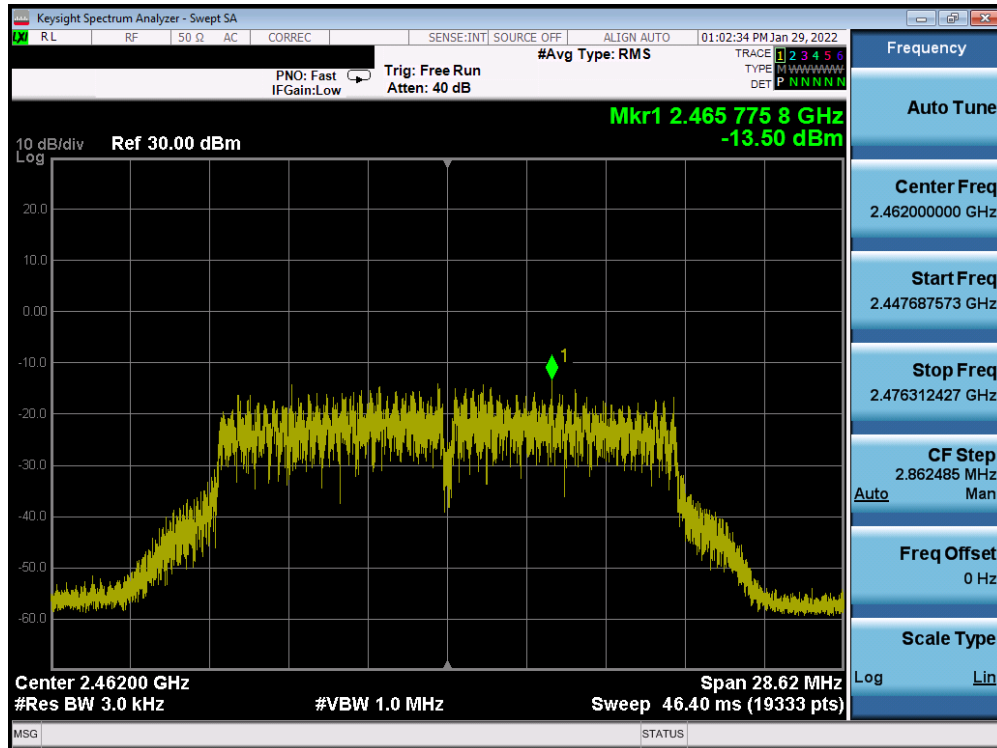 Keysight Spectrum Analyzer - Swept SA
LXI RL RF 50 Ω AC CORREC SENSE:INT SOURCE OFF ALIGN AUTO 01:02:34 PM Jan 29, 2022
#Avg Type: RMS
TRACE 1 2 3 4 5 6
PNO: Fast Trig: Free Run TYPE M W W W W W
IFGain:Low Atten: 40 dB DET P N N N N N
Mkr1 2.465 775 8 GHz
-13.50 dBm
10 dB/div Ref 30.00 dBm
Log
20.0
10.0
0.00
-10.0
1
-20.0
-30.0
-40.0
-50.0
-60.0
Center 2.46200 GHz Span 28.62 MHz
#Res BW 3.0 kHz #VBW 1.0 MHz Sweep 46.40 ms (19333 pts)
MSG STATUS
Frequency
Auto Tune
Center Freq
2.462000000 GHz
Start Freq
2.447687573 GHz
Stop Freq
2.476312427 GHz
CF Step
2.862485 MHz
Auto Man
Freq Offset
0 Hz
Scale Type
Log Lin